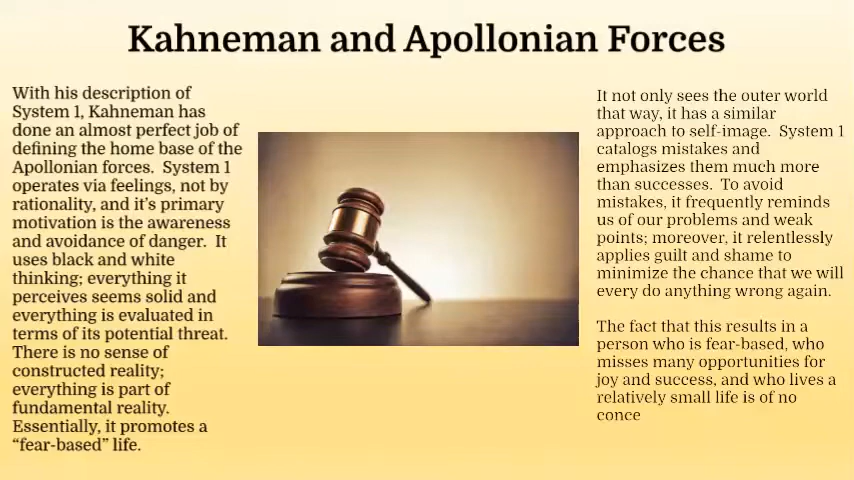 Kahneman and Apollonian Forces
With his description of
System 1, Kahneman has
done an almost perfect job of
defining the home base of the
Apollonian forces. System 1
operates via feelings, not by
rationality, and it's primary
motivation is the awareness
and avoidance of danger. It
uses black and white
thinking; everything it
perceives seems solid and
everything is evaluated in
terms of its potential threat.
There is no sense of
constructed reality;
everything is part of
fundamental reality.
Essentially, it promotes a
“fear-based” life.
It not only sees the outer world
that way, it has a similar
approach to self-image. System 1
catalogs mistakes and
emphasizes them much more
than successes. To avoid
mistakes, it frequently reminds
us of our problems and weak
points; moreover, it relentlessly
applies guilt and shame to
minimize the chance that we will
every do anything wrong again.
The fact that this results in a
person who is fear-based, who
misses many opportunities for
joy and success, and who lives a
relatively small life is of no
conce